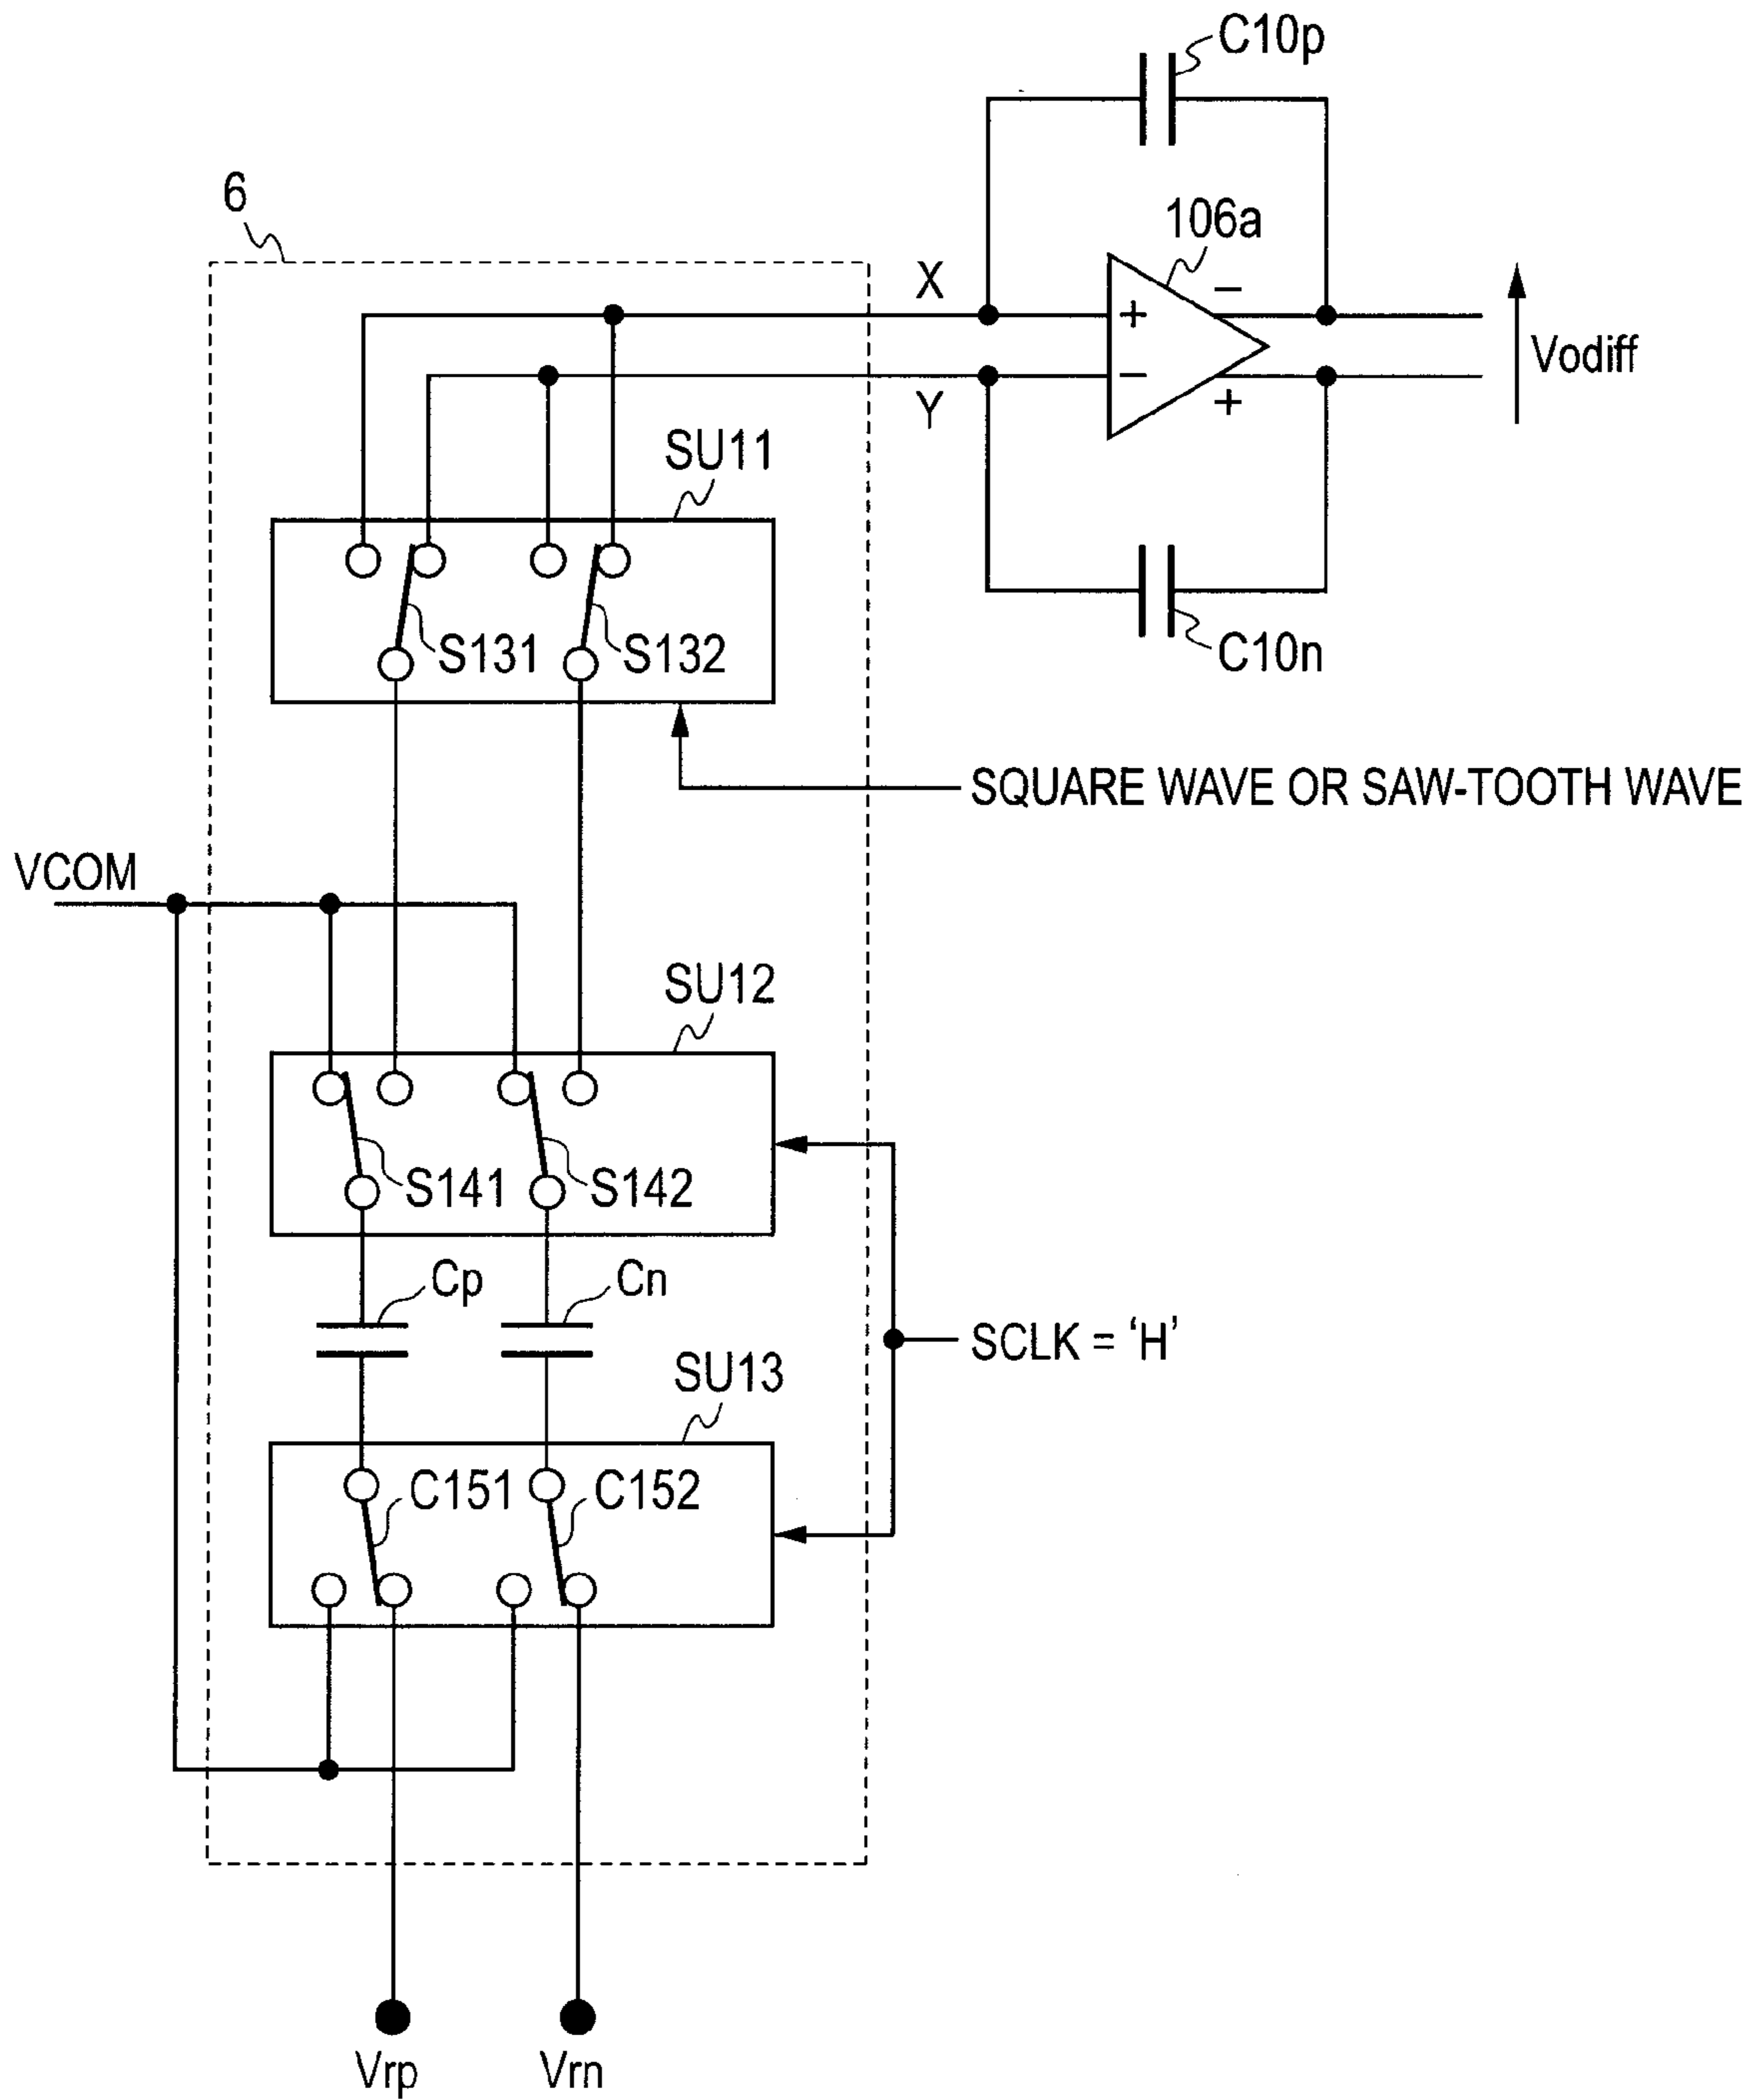 C10p
6
106a
X
−
+
Vodiff
−
Y
+
SU11
S131
S132
C10n
SQUARE WAVE OR SAW-TOOTH WAVE
VCOM
SU12
S141
S142
Cp
Cn
SCLK = ‘H’
SU13
C151
C152
Vrp
Vrn